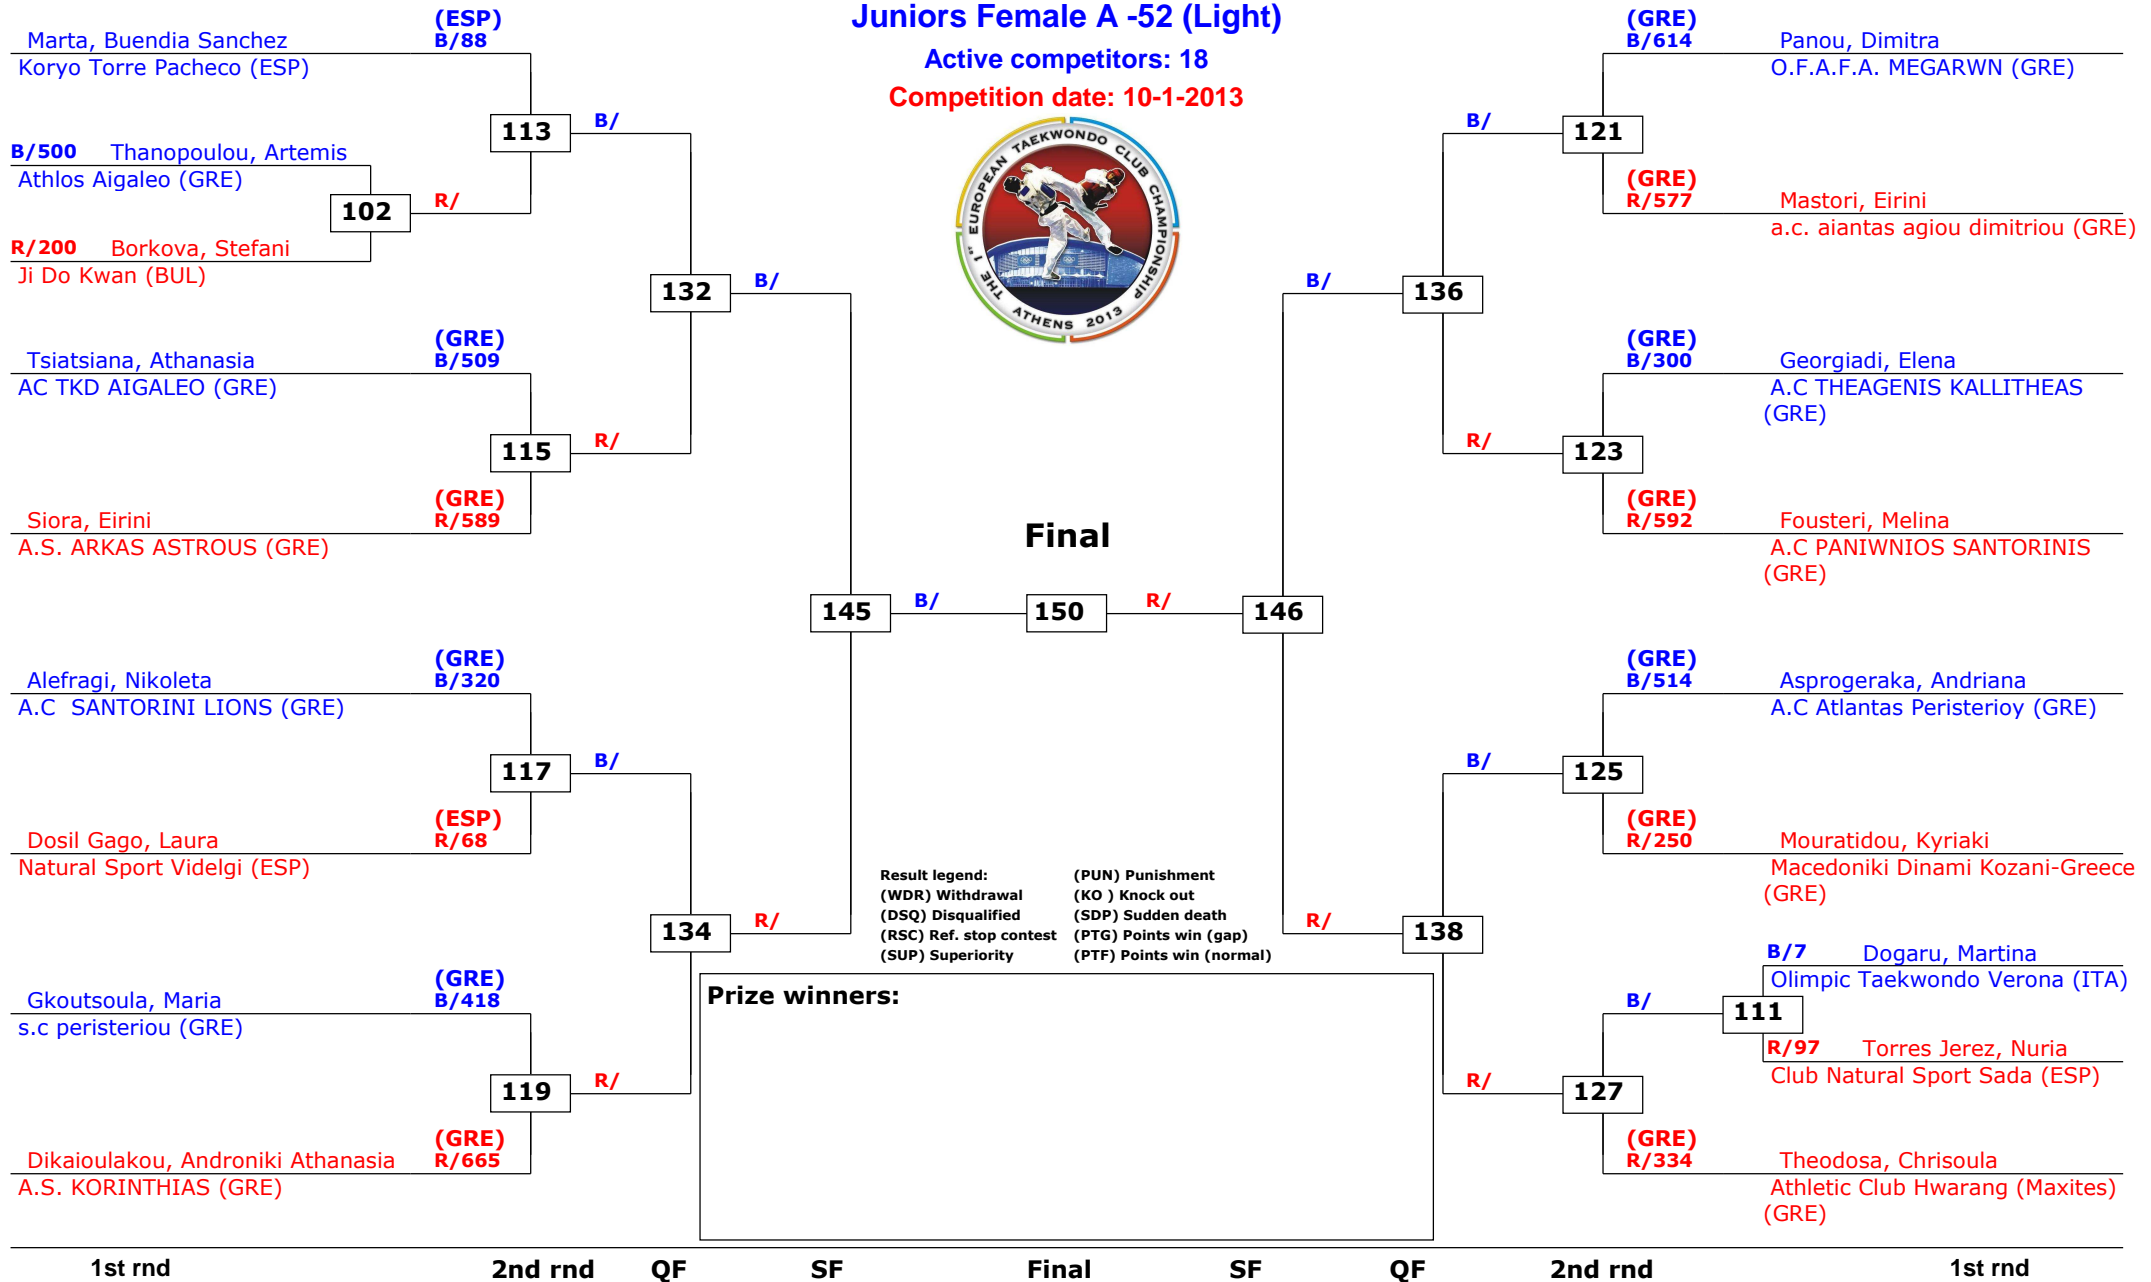 Juniors Female A -52 (Light)
Active competitors: 18
Competition date: 10-1-2013
THE 1st EUROPEAN TAEKWONDO CLUB CHAMPIONSHIP
ATHENS 2013
(ESP)
Marta, Buendia Sanchez B/88
Koryo Torre Pacheco (ESP)
113 B/
B/500 Thanopoulou, Artemis
Athlos Aigaleo (GRE)
102 R/
R/200 Borkova, Stefani
Ji Do Kwan (BUL)
132 B/
(GRE)
Tsiatsiana, Athanasia B/509
AC TKD AIGALEO (GRE)
115 R/
(GRE)
Siora, Eirini R/589
A.S. ARKAS ASTROUS (GRE)
(GRE)
Alefragi, Nikoleta B/320
A.C SANTORINI LIONS (GRE)
117 B/
(ESP)
Dosil Gago, Laura R/68
Natural Sport Videlgi (ESP)
134 R/
(GRE)
Gkoutsoula, Maria B/418
s.c peristeriou (GRE)
119 R/
(GRE)
Dikaioulakou, Androniki Athanasia R/665
A.S. KORINTHIAS (GRE)
Final
145 B/ 150 R/ 146
(GRE)
B/614 Panou, Dimitra
O.F.A.F.A. MEGARWN (GRE)
B/ 121
(GRE)
R/577 Mastori, Eirini
a.c. aiantas agiou dimitriou (GRE)
B/ 136
(GRE)
B/300 Georgiadi, Elena
A.C THEAGENIS KALLITHEAS
(GRE)
R/ 123
(GRE)
R/592 Fousteri, Melina
A.C PANIWNIOS SANTORINIS
(GRE)
(GRE)
B/514 Asprogeraka, Andriana
A.C Atlantas Peristerioy (GRE)
B/ 125
(GRE)
R/250 Mouratidou, Kyriaki
Macedoniki Dinami Kozani-Greece
(GRE)
R/ 138
B/7 Dogaru, Martina
Olimpic Taekwondo Verona (ITA)
B/ 111
R/97 Torres Jerez, Nuria
Club Natural Sport Sada (ESP)
R/ 127
(GRE)
R/334 Theodosa, Chrisoula
Athletic Club Hwarang (Maxites)
(GRE)
Result legend: (PUN) Punishment
(WDR) Withdrawal (KO ) Knock out
(DSQ) Disqualified (SDP) Sudden death
(RSC) Ref. stop contest (PTG) Points win (gap)
(SUP) Superiority (PTF) Points win (normal)
Prize winners:
1st rnd 2nd rnd QF SF Final SF QF 2nd rnd 1st rnd